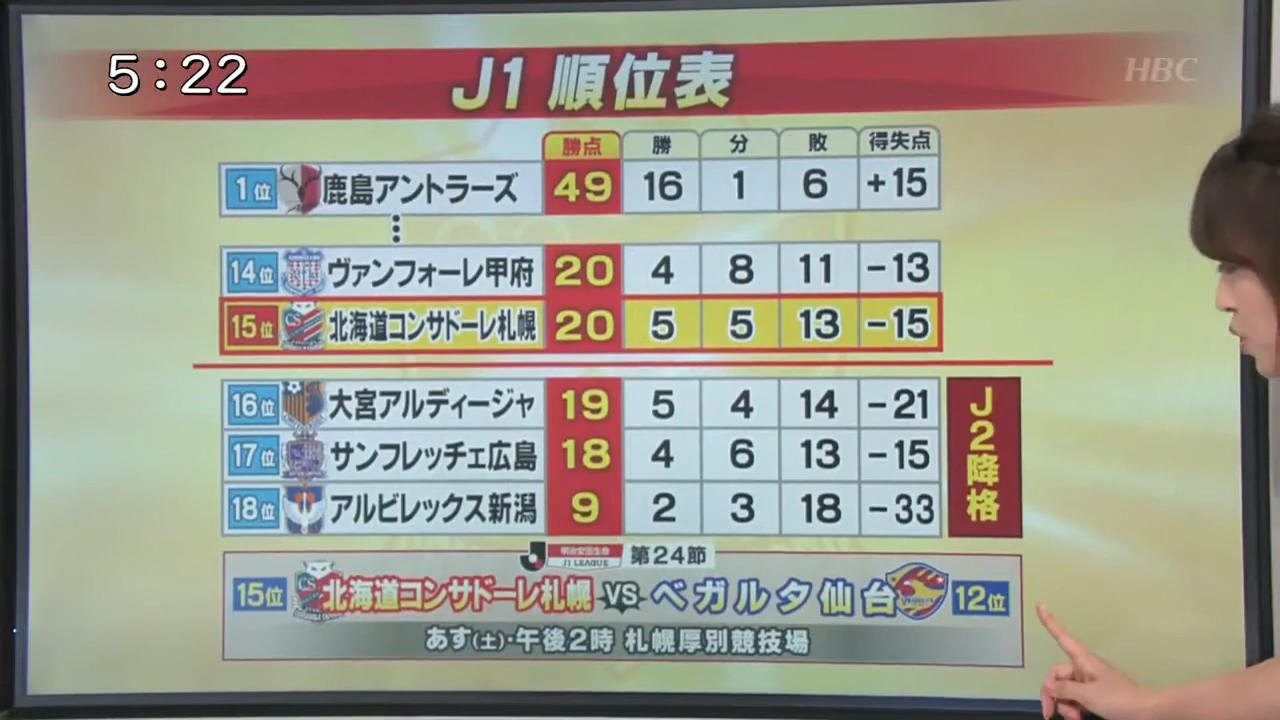 5:22
J1 順位表
HBC
勝点 勝 分 敗 得失点
1位 鹿島アントラーズ 49 16 1 6 +15
14位 ヴァンフォーレ甲府 20 4 8 11 -13
15位 北海道コンサドーレ札幌 20 5 5 13 -15
16位 大宮アルディージャ 19 5 4 14 -21
17位 サンフレッチェ広島 18 4 6 13 -15
18位 アルビレックス新潟 9 2 3 18 -33
J2降格
明治安田生命 J1 LEAGUE 第24節
15位 北海道コンサドーレ札幌 VS ベガルタ仙台 12位
あす(土)・午後2時 札幌厚別競技場